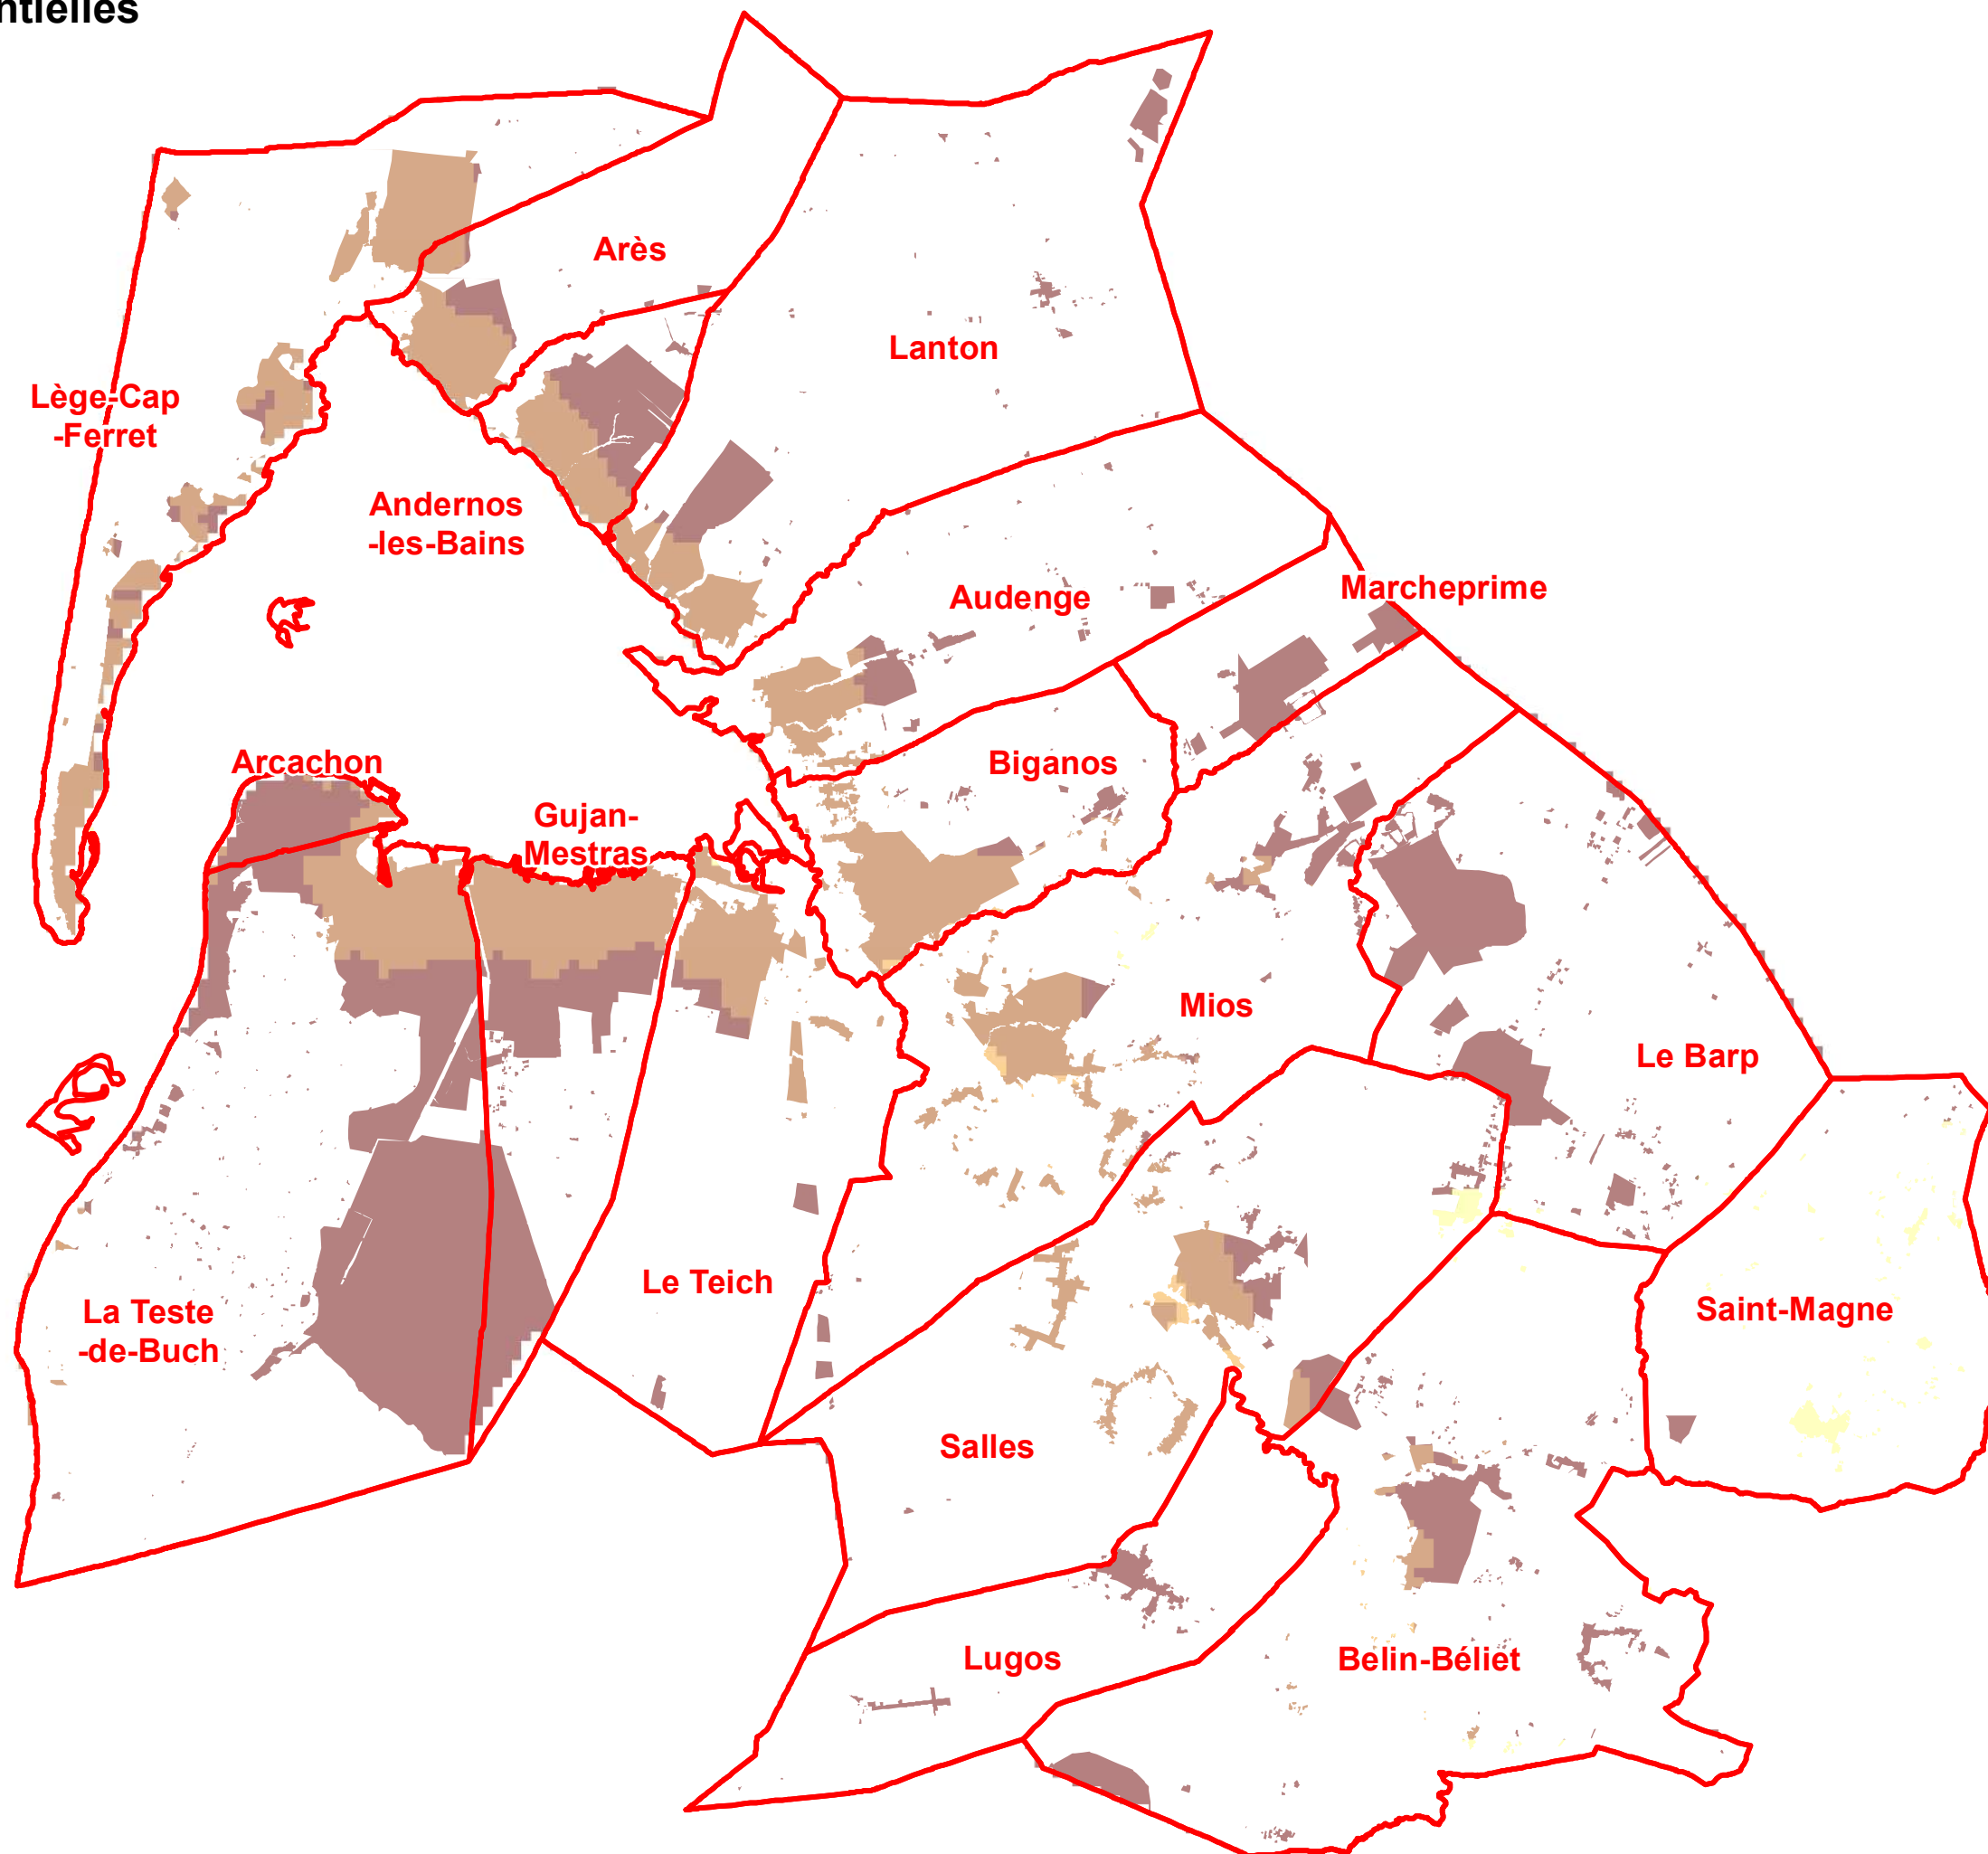 ntielles
Arès
Lanton
Lège-Cap
-Ferret
Andernos
-les-Bains
Marcheprime
Audenge
Arcachon
Biganos
Gujan-
Mestras
Mios
Le Barp
Le Teich
La Teste
-de-Buch
Saint-Magne
Salles
Lugos
Belin-Béliet